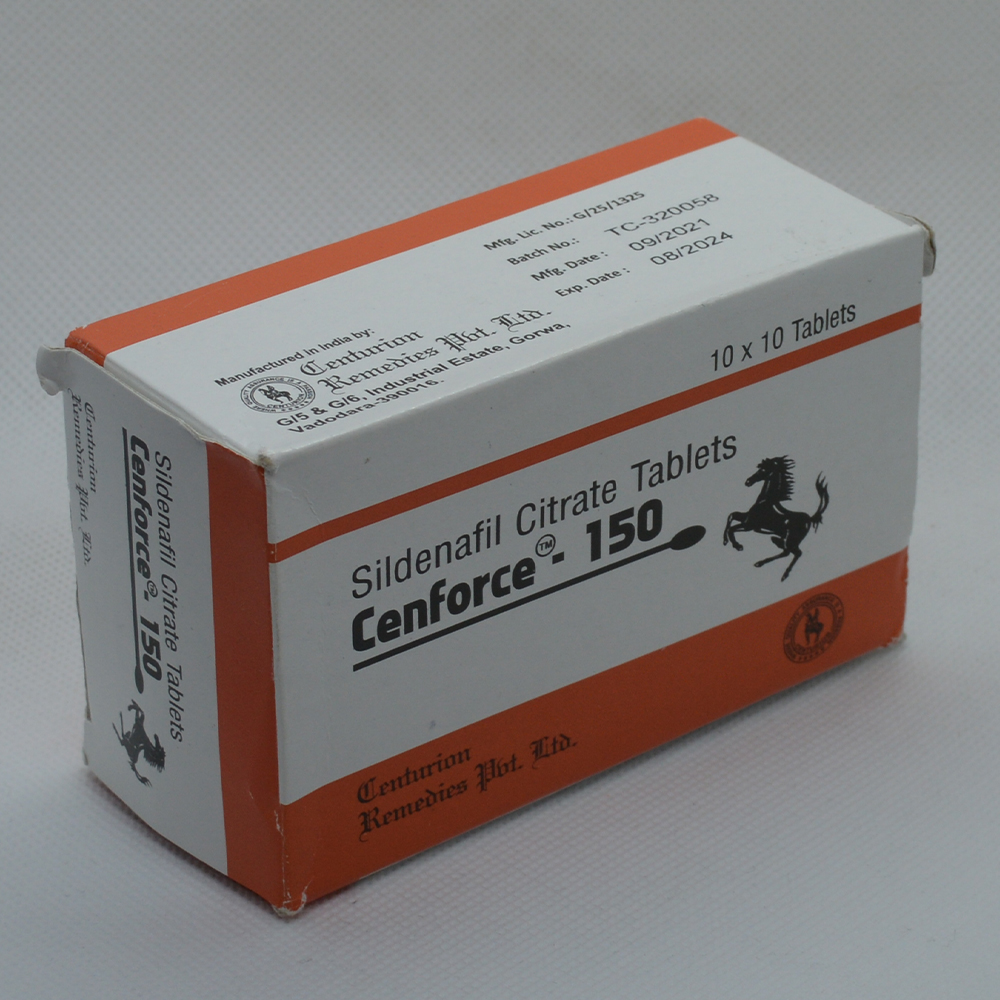 Mfg. Lic. No.: G/25/1325
Batch No.: TC-320058
Mfg. Date : 09/2021
Exp. Date : 08/2024
Manufactured in India by:
Centurion
Remedies Pvt. Ltd.
G/5 & G/6, Industrial Estate, Gorwa,
Vadodara-390016.
10 x 10 Tablets
Sildenafil Citrate Tablets
Cenforce™- 150
Centurion
Remedies Pvt. Ltd.
Sildenafil Citrate Tablets
Cenforce®- 150
Centurion
Remedies Pvt. Ltd.